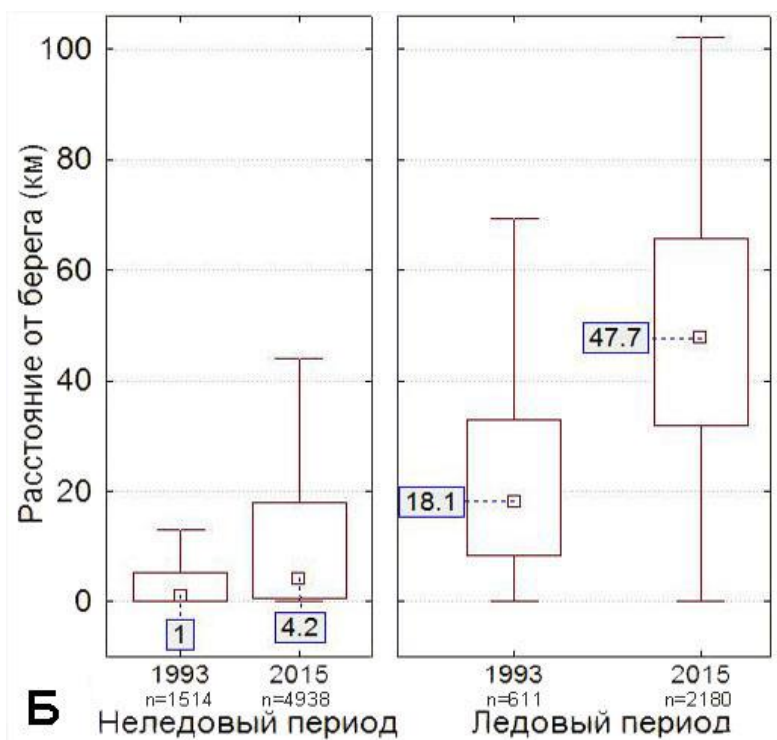 Расстояние от берега (км)
100
80
60
40
20
0
1
4.2
18.1
47.7
1993
2015
1993
2015
n=1514
n=4938
n=611
n=2180
Б
Неледовый период
Ледовый период